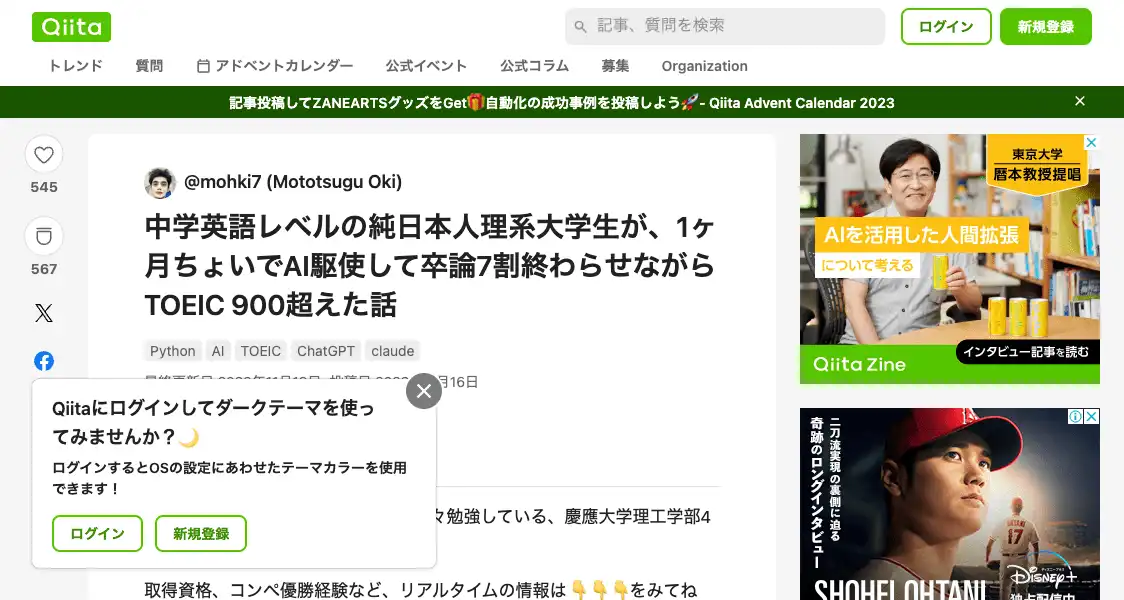 Qiita
記事、質問を検索
ログイン
新規登録
トレンド
質問
アドベントカレンダー
公式イベント
公式コラム
募集
Organization
記事投稿してZANEARTSグッズをGet🎁自動化の成功事例を投稿しよう🚀- Qiita Advent Calendar 2023
545
567
@mohki7 (Mototsugu Oki)
中学英語レベルの純日本人理系大学生が、1ヶ
月ちょいでAI駆使して卒論7割終わらせながら
TOEIC 900超えた話
Python
AI
TOEIC
ChatGPT
claude
月16日
Qiitaにログインしてダークテーマを使っ
てみませんか？🌙
ログインするとOSの設定にあわせたテーマカラーを使用
できます！
ログイン
新規登録
々勉強している、慶應大学理工学部4
取得資格、コンペ優勝経験など、リアルタイムの情報は👇👇👇をみてね
東京大学
暦本教授提唱
AIを活用した人間拡張
について考える
インタビュー記事を読む
Qiita Zine
二刀流実現の裏側に迫る
奇跡のロングインタビュー
17
SHOHEI OHTANI
Disney+
独占配信中